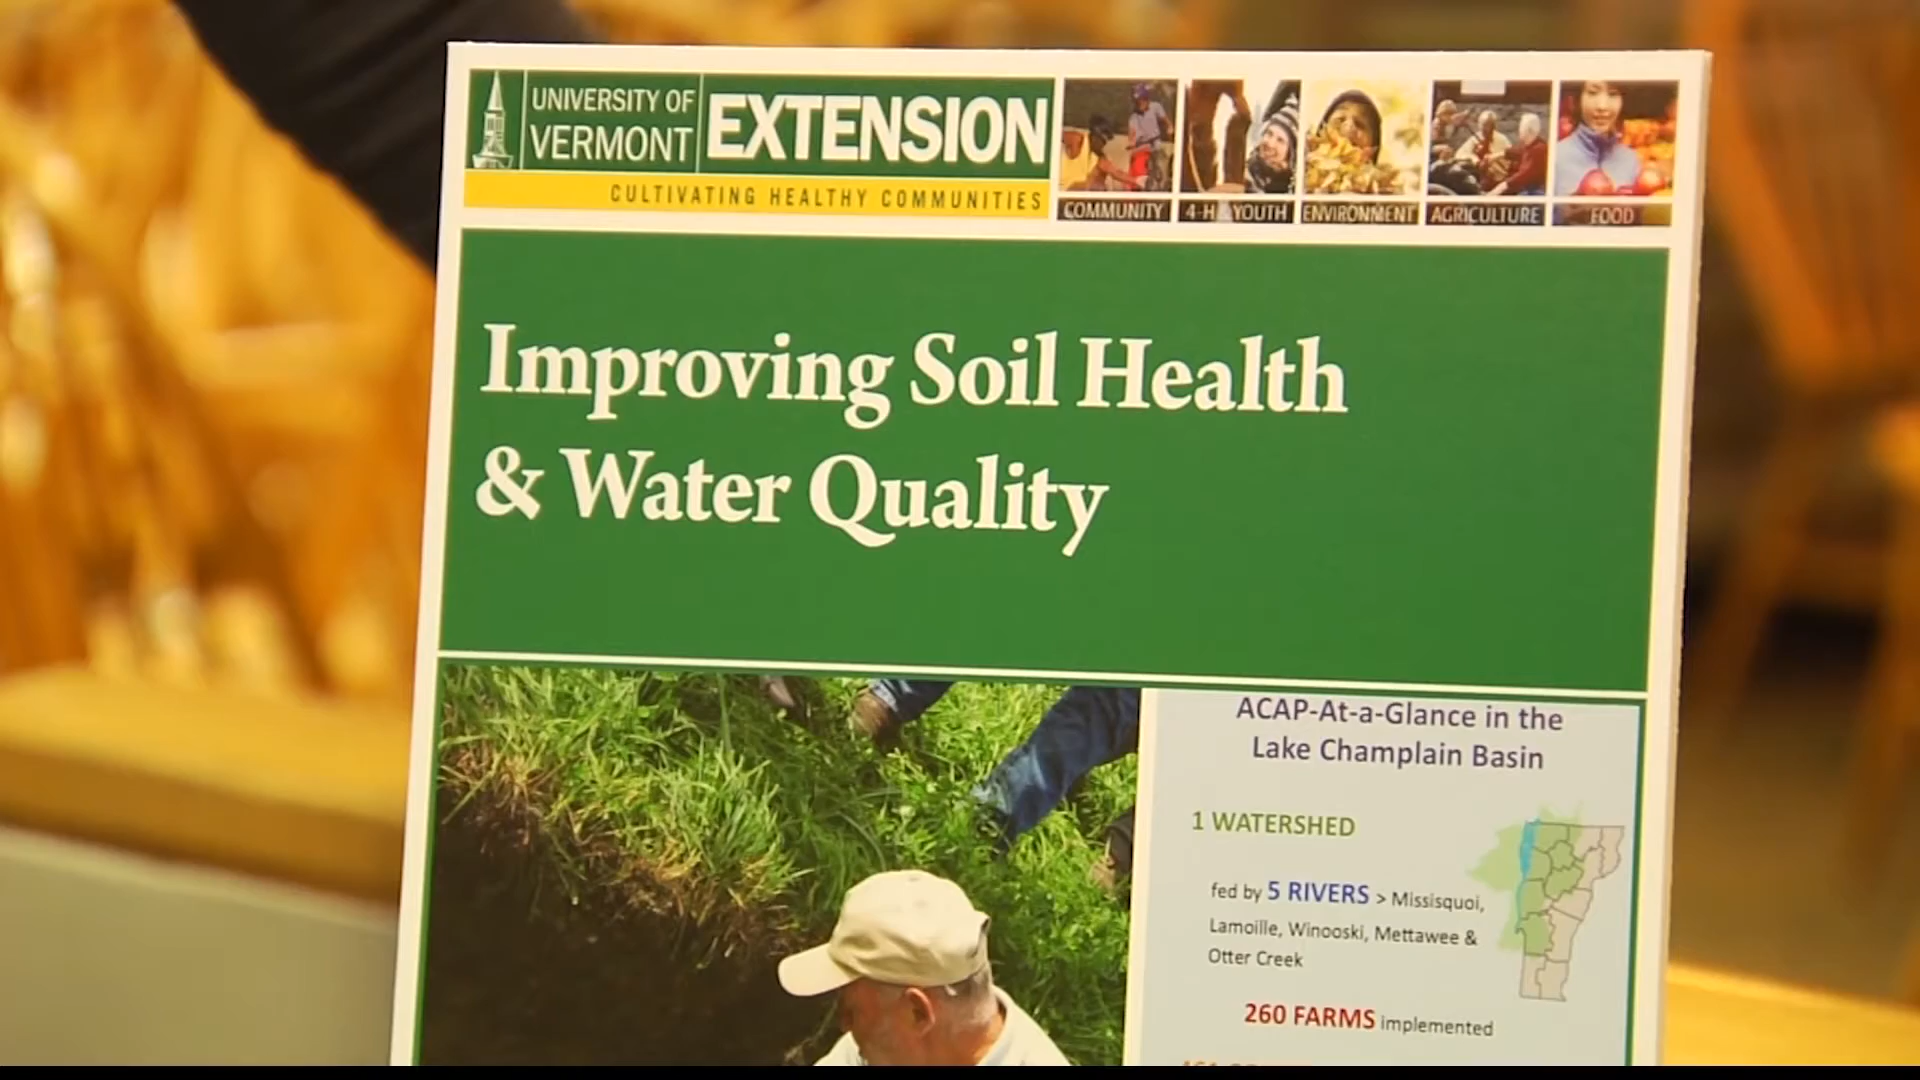 UNIVERSITY OF
VERMONT
EXTENSION
CULTIVATING HEALTHY COMMUNITIES
COMMUNITY
4-H & YOUTH
ENVIRONMENT
AGRICULTURE
FOOD
Improving Soil Health
& Water Quality
ACAP-At-a-Glance in the
Lake Champlain Basin
1 WATERSHED
fed by 5 RIVERS > Missisquoi,
Lamoille, Winooski, Mettawee &
Otter Creek
260 FARMS implemented